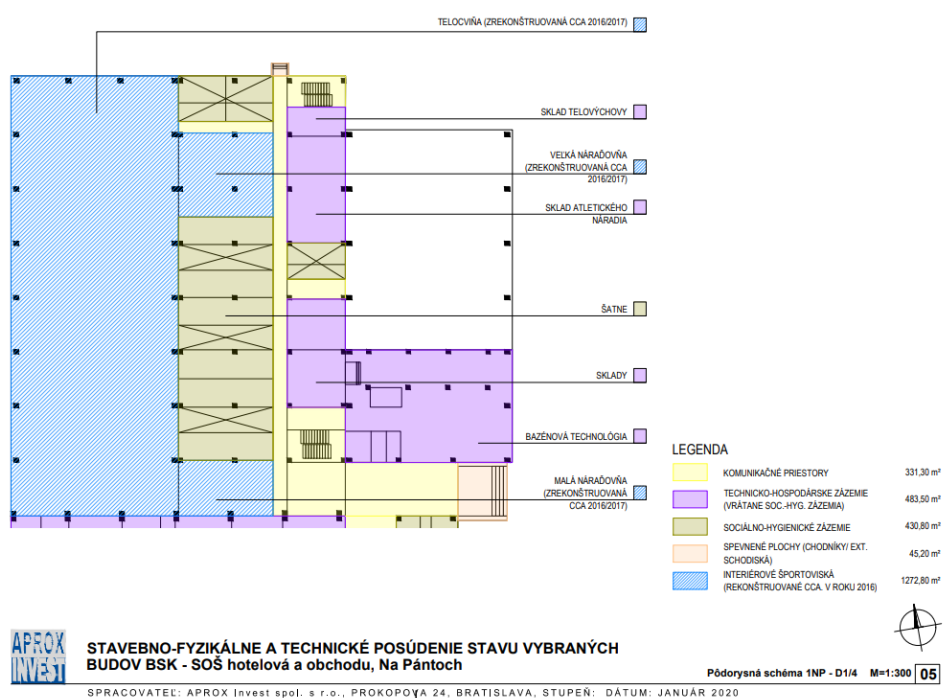 TELOCVIŇA (ZREKONŠTRUOVANÁ CCA 2016/2017)
SKLAD TELOVÝCHOVY
VEĽKÁ NÁRAĎOVŇA
(ZREKONŠTRUOVANÁ CCA
2016/2017)
SKLAD ATLETICKÉHO
NÁRADIA
ŠATNE
SKLADY
BAZÉNOVÁ TECHNOLÓGIA
MALÁ NÁRAĎOVŇA
(ZREKONŠTRUOVANÁ
CCA 2016/2017)
LEGENDA
KOMUNIKAČNÉ PRIESTORY 331,30 m²
TECHNICKO-HOSPODÁRSKE ZÁZEMIE
(VRÁTANE SOC.-HYG. ZÁZEMIA) 483,50 m²
SOCIÁLNO-HYGIENICKÉ ZÁZEMIE 430,80 m²
SPEVNENÉ PLOCHY (CHODNÍKY/ EXT.
SCHODISKÁ) 45,20 m²
INTERIÉROVÉ ŠPORTOVISKÁ
(REKONŠTRUOVANÉ CCA. V ROKU 2016) 1272,80 m²
APROX
INVEST
STAVEBNO-FYZIKÁLNE A TECHNICKÉ POSÚDENIE STAVU VYBRANÝCH
BUDOV BSK - SOŠ hotelová a obchodu, Na Pántoch
Pôdorysná schéma 1NP - D1/4 M=1:300 05
SPRACOVATEĽ: APROX Invest spol. s r.o., PROKOPOVA 24, BRATISLAVA, STUPEŇ: DÁTUM: JANUÁR 2020